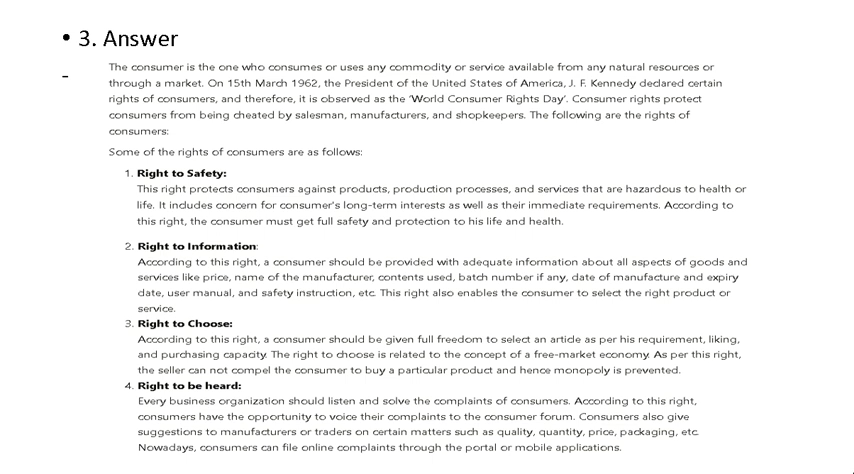 • 3. Answer
-
The consumer is the one who consumes or uses any commodity or service available from any natural resources or
through a market. On 15th March 1962, the President of the United States of America, J. F. Kennedy declared certain
rights of consumers, and therefore, it is observed as the 'World Consumer Rights Day'. Consumer rights protect
consumers from being cheated by salesman, manufacturers, and shopkeepers. The following are the rights of
consumers:
Some of the rights of consumers are as follows:
1. Right to Safety:
This right protects consumers against products, production processes, and services that are hazardous to health or
life. It includes concern for consumer's long-term interests as well as their immediate requirements. According to
this right, the consumer must get full safety and protection to his life and health.
2. Right to Information:
According to this right, a consumer should be provided with adequate information about all aspects of goods and
services like price, name of the manufacturer, contents used, batch number if any, date of manufacture and expiry
date, user manual, and safety instruction, etc. This right also enables the consumer to select the right product or
service.
3. Right to Choose:
According to this right, a consumer should be given full freedom to select an article as per his requirement, liking,
and purchasing capacity. The right to choose is related to the concept of a free-market economy. As per this right,
the seller can not compel the consumer to buy a particular product and hence monopoly is prevented.
4. Right to be heard:
Every business organization should listen and solve the complaints of consumers. According to this right,
consumers have the opportunity to voice their complaints to the consumer forum. Consumers also give
suggestions to manufacturers or traders on certain matters such as quality, quantity, price, packaging, etc.
Nowadays, consumers can file online complaints through the portal or mobile applications.